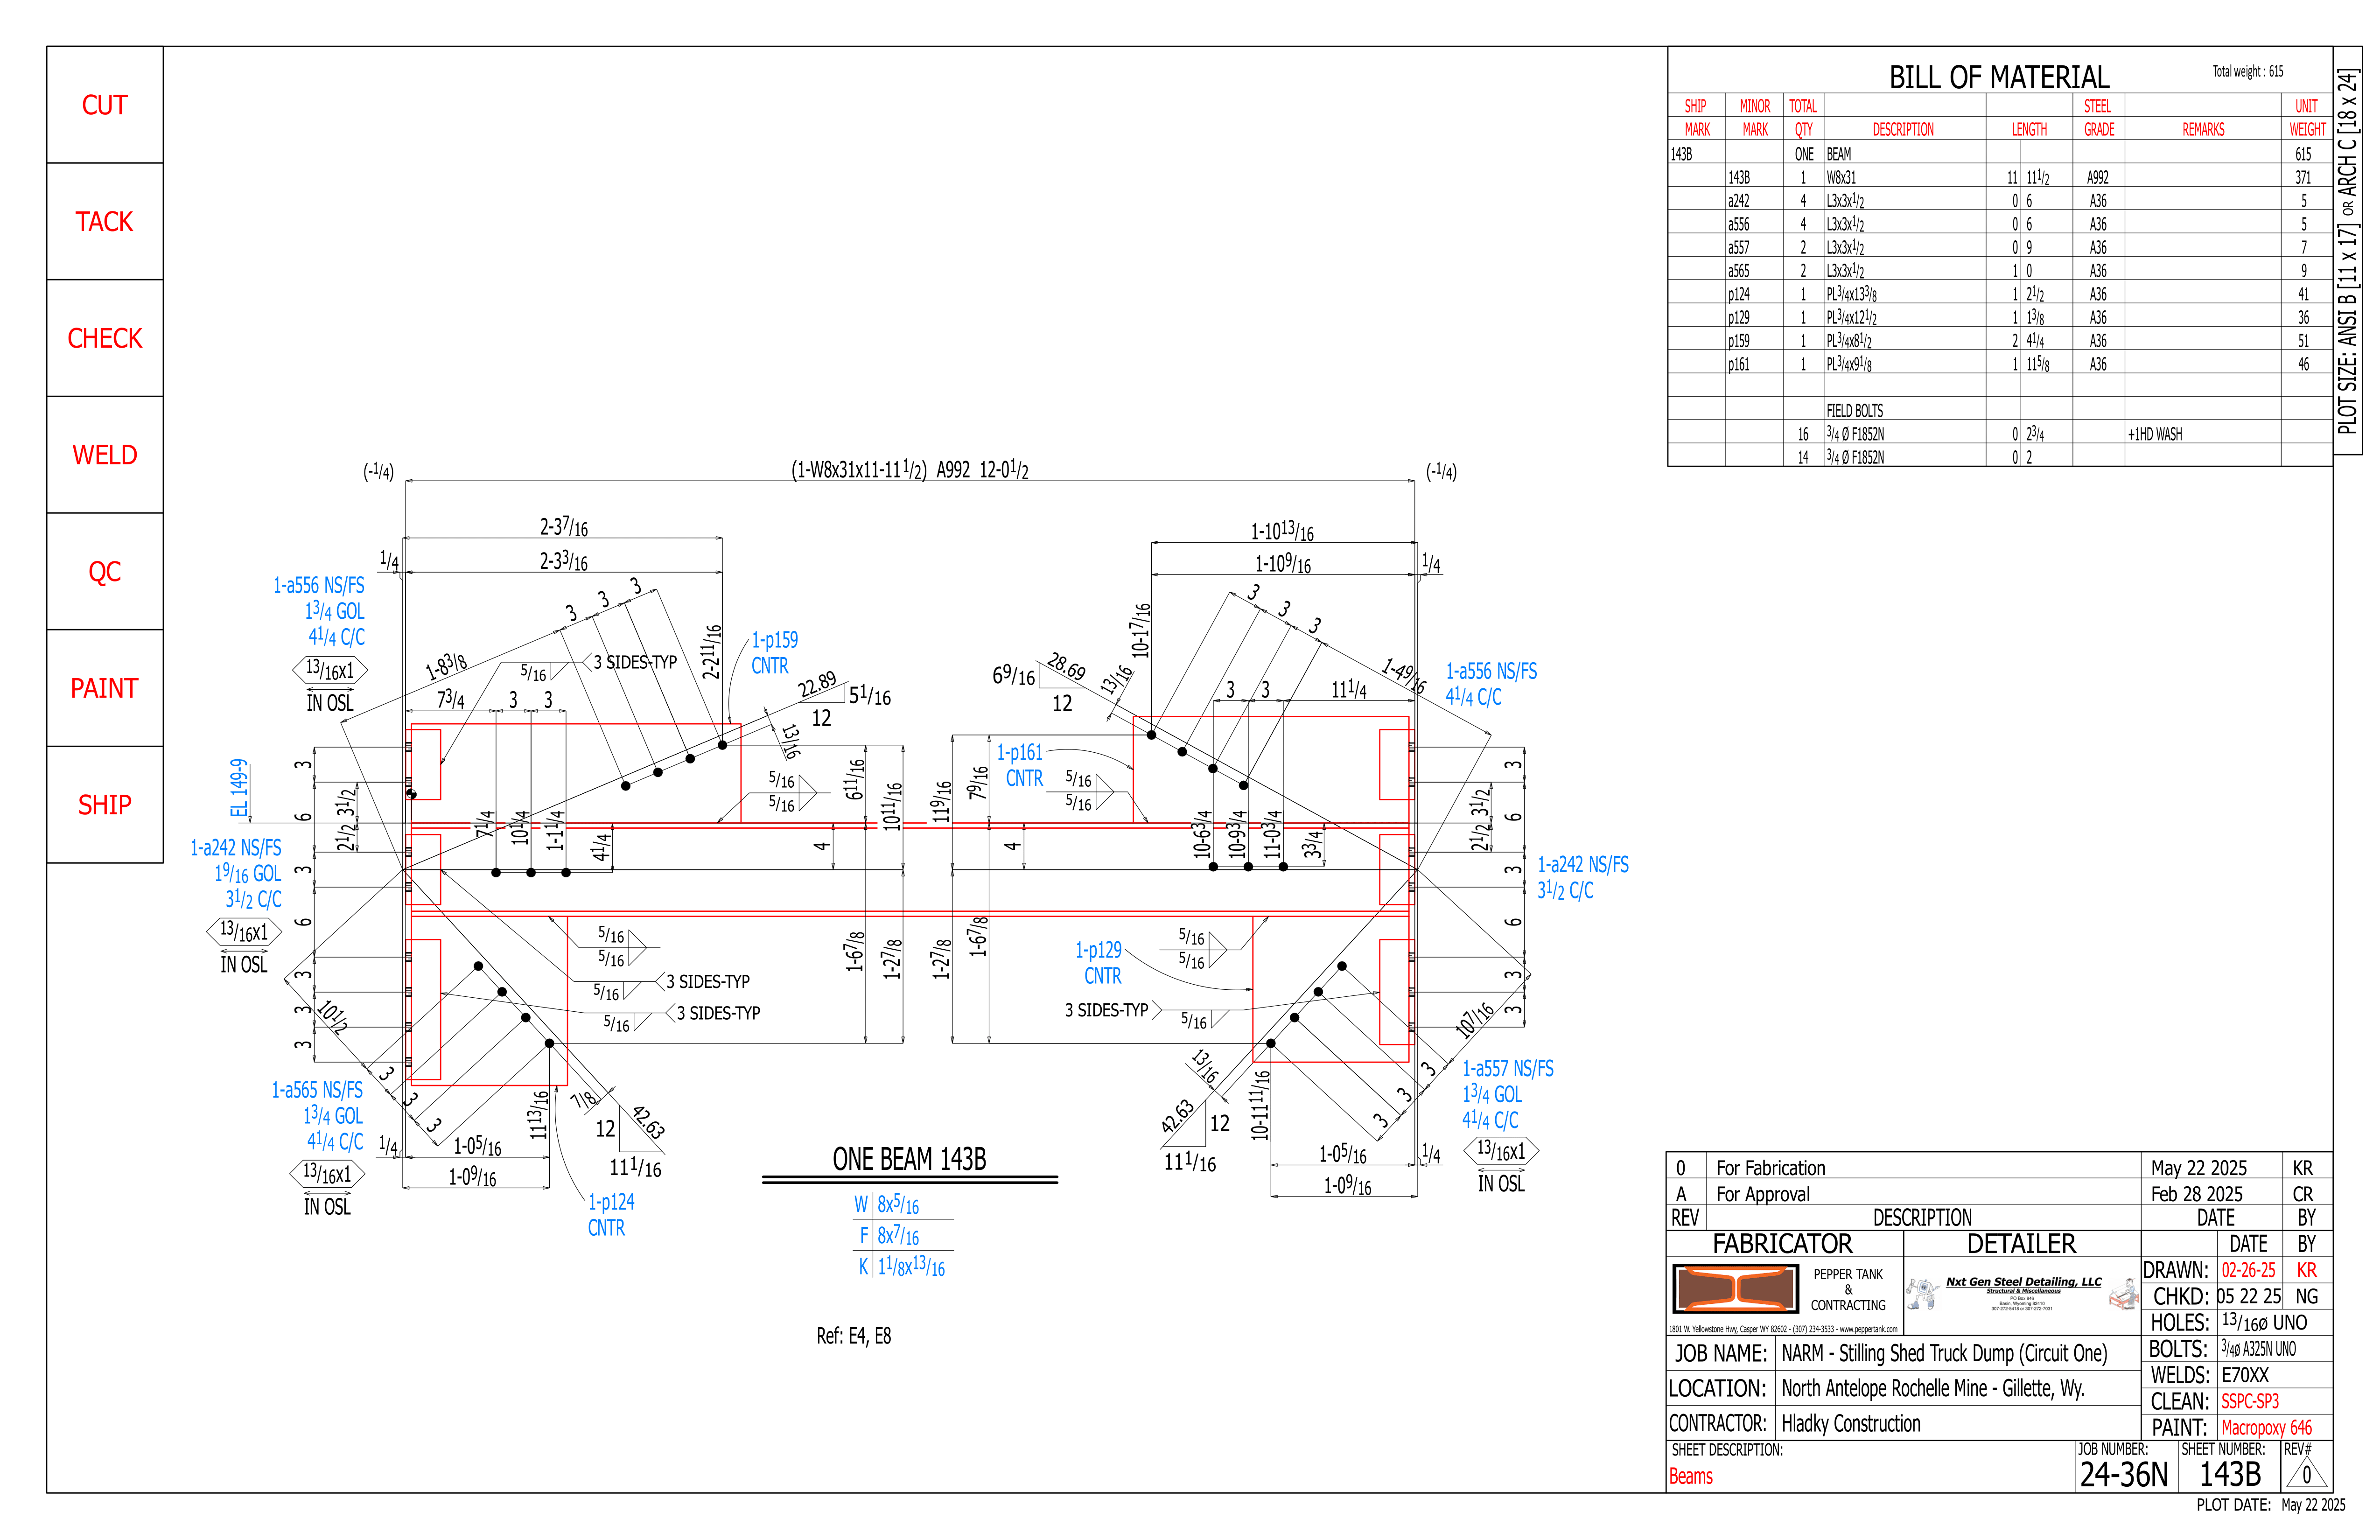 CUT
TACK
CHECK
WELD
QC
PAINT
SHIP
BILL OF MATERIAL Total weight : 615
SHIP MINOR TOTAL STEEL UNIT
MARK MARK QTY DESCRIPTION LENGTH GRADE REMARKS WEIGHT
143B ONE BEAM 615
143B 1 W8x31 11 11 1/2 A992 371
a242 4 L3x3x1/2 0 6 A36 5
a556 4 L3x3x1/2 0 6 A36 5
a557 2 L3x3x1/2 0 9 A36 7
a565 2 L3x3x1/2 1 0 A36 9
p124 1 PL3/4x13 3/8 1 2 1/2 A36 41
p129 1 PL3/4x12 1/2 1 1 3/8 A36 36
p159 1 PL3/4x8 1/2 2 4 1/4 A36 51
p161 1 PL3/4x9 1/8 1 11 5/8 A36 46
FIELD BOLTS
16 3/4 Ø F1852N 0 2 3/4 +1HD WASH
14 3/4 Ø F1852N 0 2
PLOT SIZE: ANSI B [11 x 17] OR ARCH C [18 x 24]
(-1/4) (1-W8x31x11-11 1/2) A992 12-0 1/2 (-1/4)
2-3 7/16
1/4 2-3 3/16
1-10 13/16
1-10 9/16 1/4
1-a556 NS/FS
1 3/4 GOL
4 1/4 C/C
13/16x1
IN OSL
1-8 3/8
3
3
3
5/16 3 SIDES-TYP
7 3/4 3 3
2-2 11/16
1-p159
CNTR
22.89
5 1/16
12
13/16
10-1 7/16
6 9/16
28.69
12
13/16
3
3
3
1-4 9/16
3 3 11 1/4
1-a556 NS/FS
4 1/4 C/C
1-p161
CNTR
5/16
5/16
5/16
5/16
EL 149-9
3
6
3 1/2
2 1/2
3
6
3
3
3
7 1/4
10 1/4
1-1 1/4
4 1/4
4
6 11/16
10 11/16
11 9/16
7 9/16
4
10-6 3/4
10-9 3/4
11-0 3/4
3 3/4
3
6
3 1/2
2 1/2
3
6
3
3
1-a242 NS/FS
1 9/16 GOL
3 1/2 C/C
13/16x1
IN OSL
1-a242 NS/FS
3 1/2 C/C
5/16
5/16
5/16 3 SIDES-TYP
5/16 3 SIDES-TYP
1-6 7/8
1-2 7/8
1-2 7/8
1-6 7/8
5/16
5/16
1-p129
CNTR
3 SIDES-TYP 5/16
10 1/2
3
3
3
1-a565 NS/FS
1 3/4 GOL
4 1/4 C/C
13/16x1
IN OSL
1/4 1-0 5/16
1-0 9/16
11 13/16
7/8
42.63
12
11 1/16
1-p124
CNTR
10 7/16
3
3
3
13/16
42.63
12
11 1/16
10-11 11/16
1-0 5/16 1/4
1-0 9/16
1-a557 NS/FS
1 3/4 GOL
4 1/4 C/C
13/16x1
IN OSL
ONE BEAM 143B
W 8x5/16
F 8x7/16
K 1 1/8x13/16
Ref: E4, E8
0 For Fabrication May 22 2025 KR
A For Approval Feb 28 2025 CR
REV DESCRIPTION DATE BY
FABRICATOR DETAILER DATE BY
PEPPER TANK
&
CONTRACTING
1801 W. Yellowstone Hwy, Casper WY 82602 - (307) 234-3533 - www.peppertank.com
Nxt Gen Steel Detailing, LLC
Structural & Miscellaneous
PO Box 646
Basin, Wyoming 82410
307-272-6418 or 307-272-7031
DRAWN: 02-26-25 KR
CHKD: 05 22 25 NG
HOLES: 13/16ø UNO
BOLTS: 3/4ø A325N UNO
WELDS: E70XX
CLEAN: SSPC-SP3
PAINT: Macropoxy 646
JOB NAME: NARM - Stilling Shed Truck Dump (Circuit One)
LOCATION: North Antelope Rochelle Mine - Gillette, Wy.
CONTRACTOR: Hladky Construction
SHEET DESCRIPTION:
Beams
JOB NUMBER:
24-36N
SHEET NUMBER:
143B
REV#
0
PLOT DATE: May 22 2025